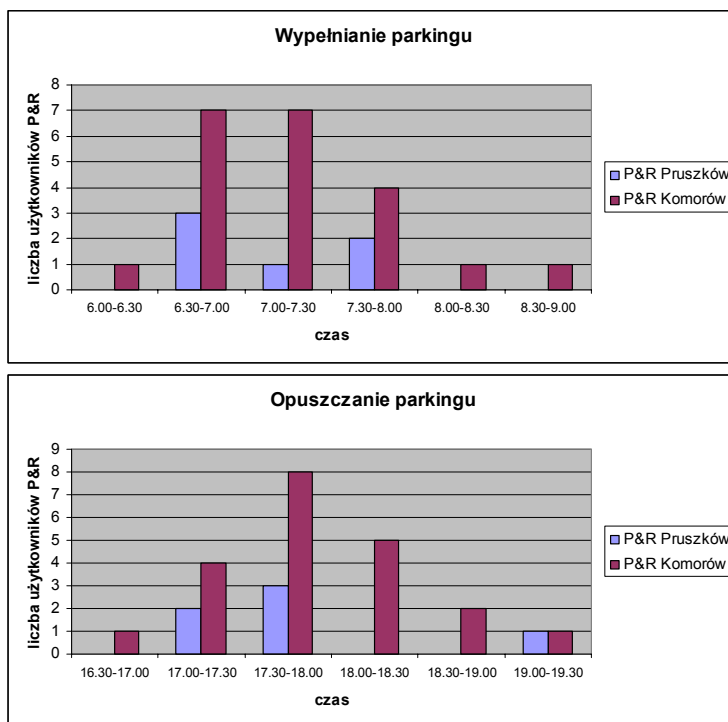 Wypełnianie parkingu
liczba użytkowników P&R
8
7
6
5
4
3
2
1
0
6.00-6.30 6.30-7.00 7.00-7.30 7.30-8.00 8.00-8.30 8.30-9.00
czas
P&R Pruszków
P&R Komorów
Opuszczanie parkingu
liczba użytkowników P&R
9
8
7
6
5
4
3
2
1
0
16.30-17.00 17.00-17.30 17.30-18.00 18.00-18.30 18.30-19.00 19.00-19.30
czas
P&R Pruszków
P&R Komorów